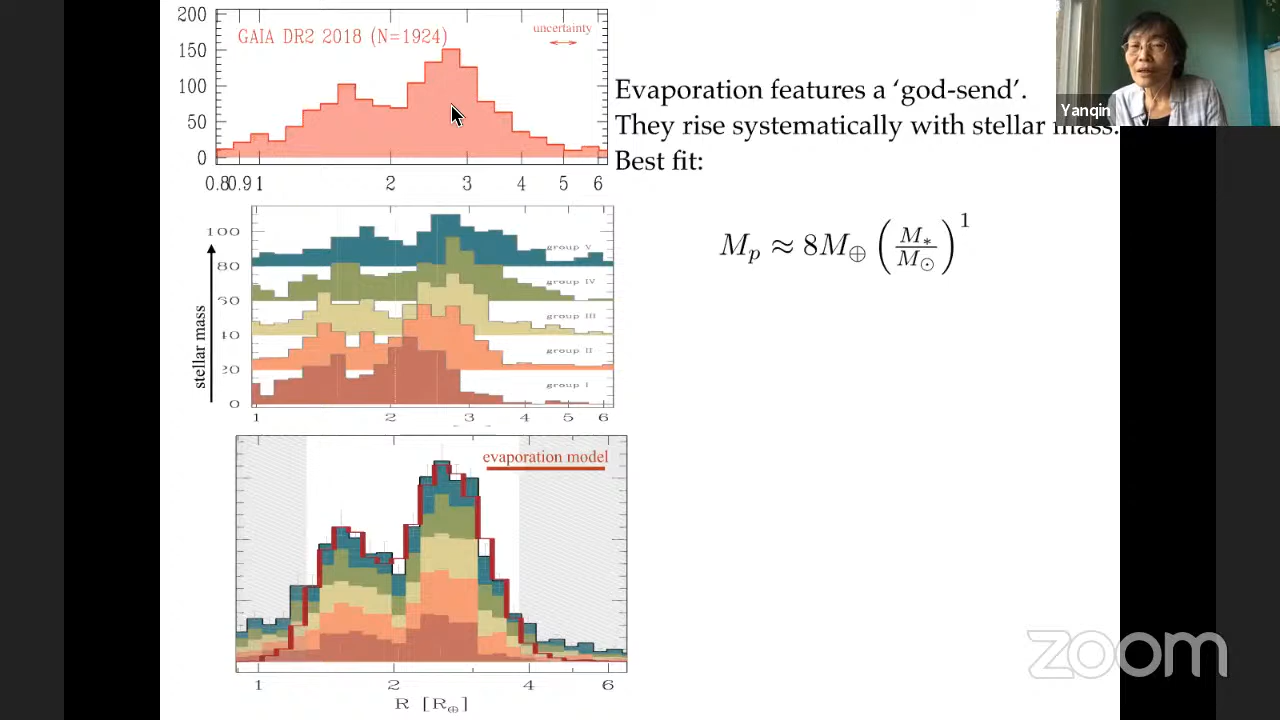 200
GAIA DR2 2018 (N=1924)
uncertainty
150
100
50
0
0.8 0.9 1 2 3 4 5 6
Evaporation features a ‘god-send’.
They rise systematically with stellar mass.
Best fit:
Yanqin
M_p ≈ 8M_⊕ (M_*/M_⊙)^1
stellar mass
100
80
60
40
20
0
group V
group IV
group III
group II
group I
1 2 3 4 5 6
evaporation model
1 2 4 6
R [R_⊕]
zoom